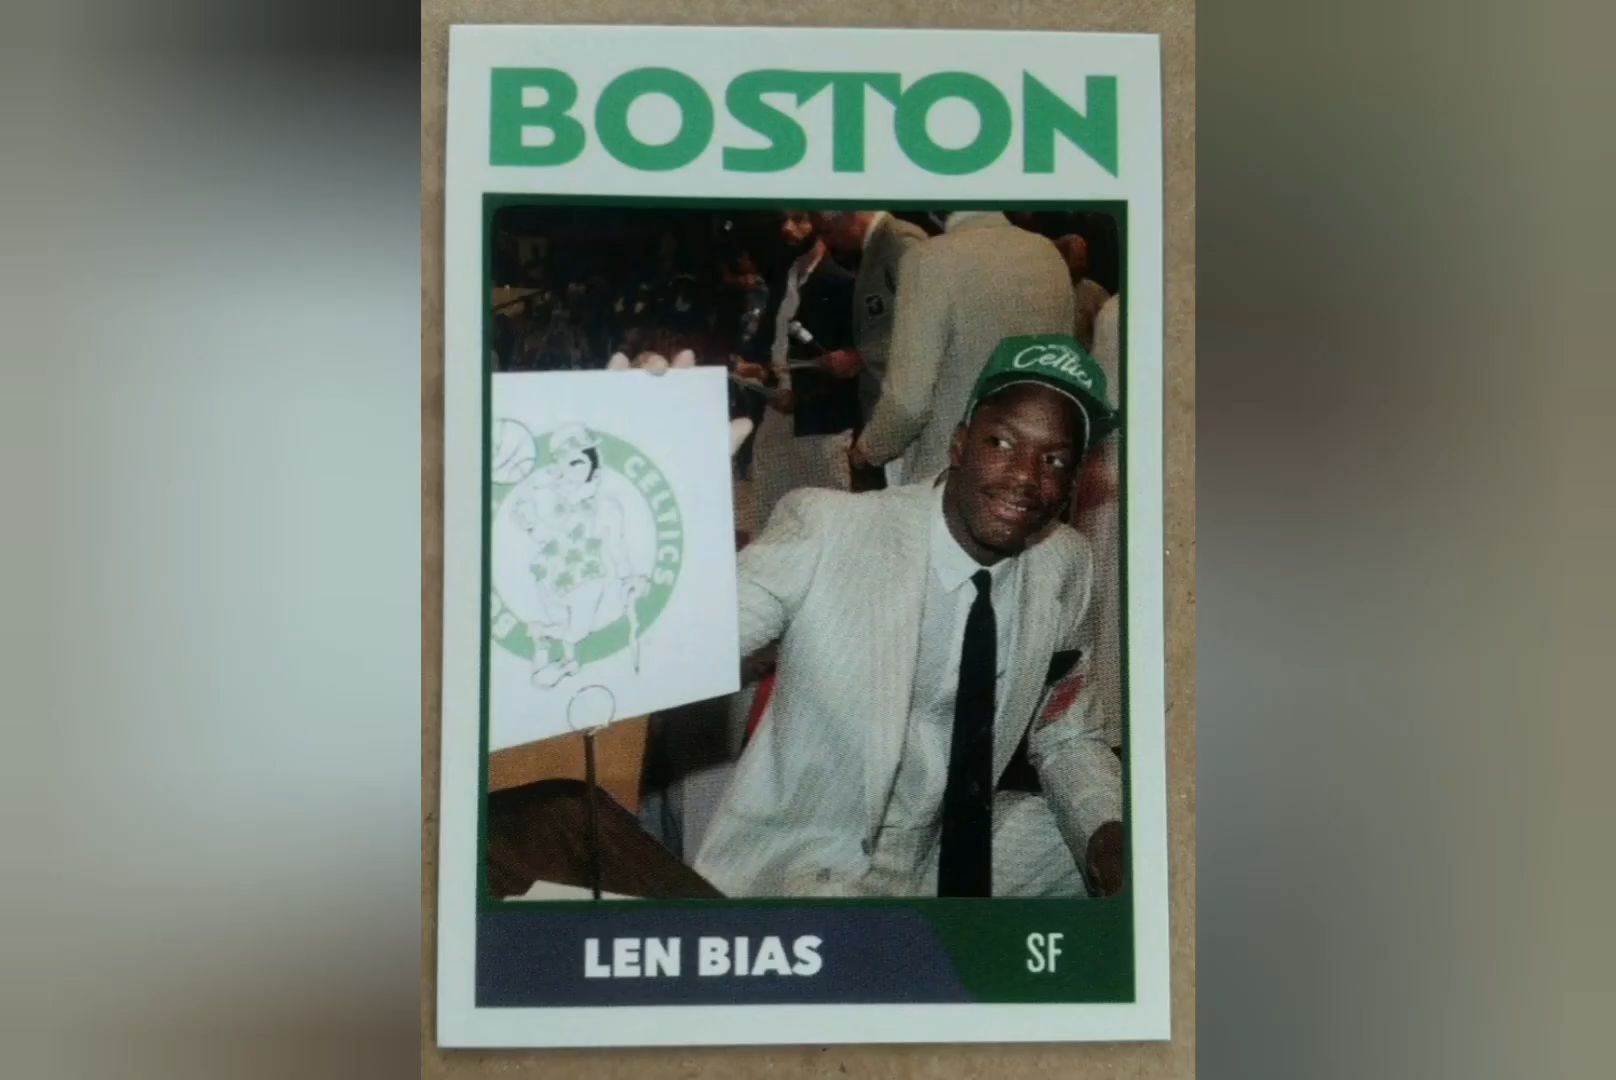 BOSTON
Celtics
CELTICS
LEN BIAS
SF